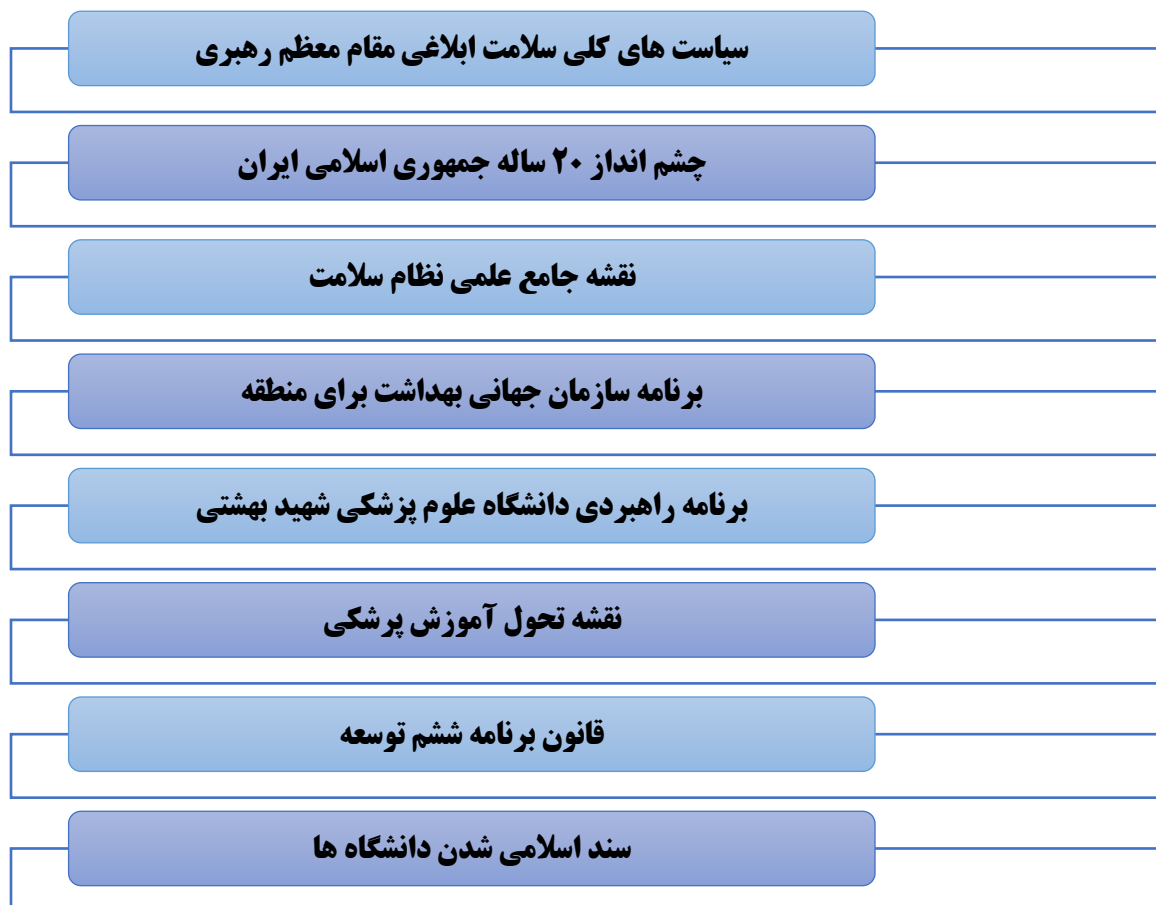 سیاست های کلی سلامت ابلاغی مقام معظم رهبری
چشم انداز ۲۰ ساله جمهوری اسلامی ایران
نقشه جامع علمی نظام سلامت
برنامه سازمان جهانی بهداشت برای منطقه
برنامه راهبردی دانشگاه علوم پزشکی شهید بهشتی
نقشه تحول آموزش پرشکی
قانون برنامه ششم توسعه
سند اسلامی شدن دانشگاه ها